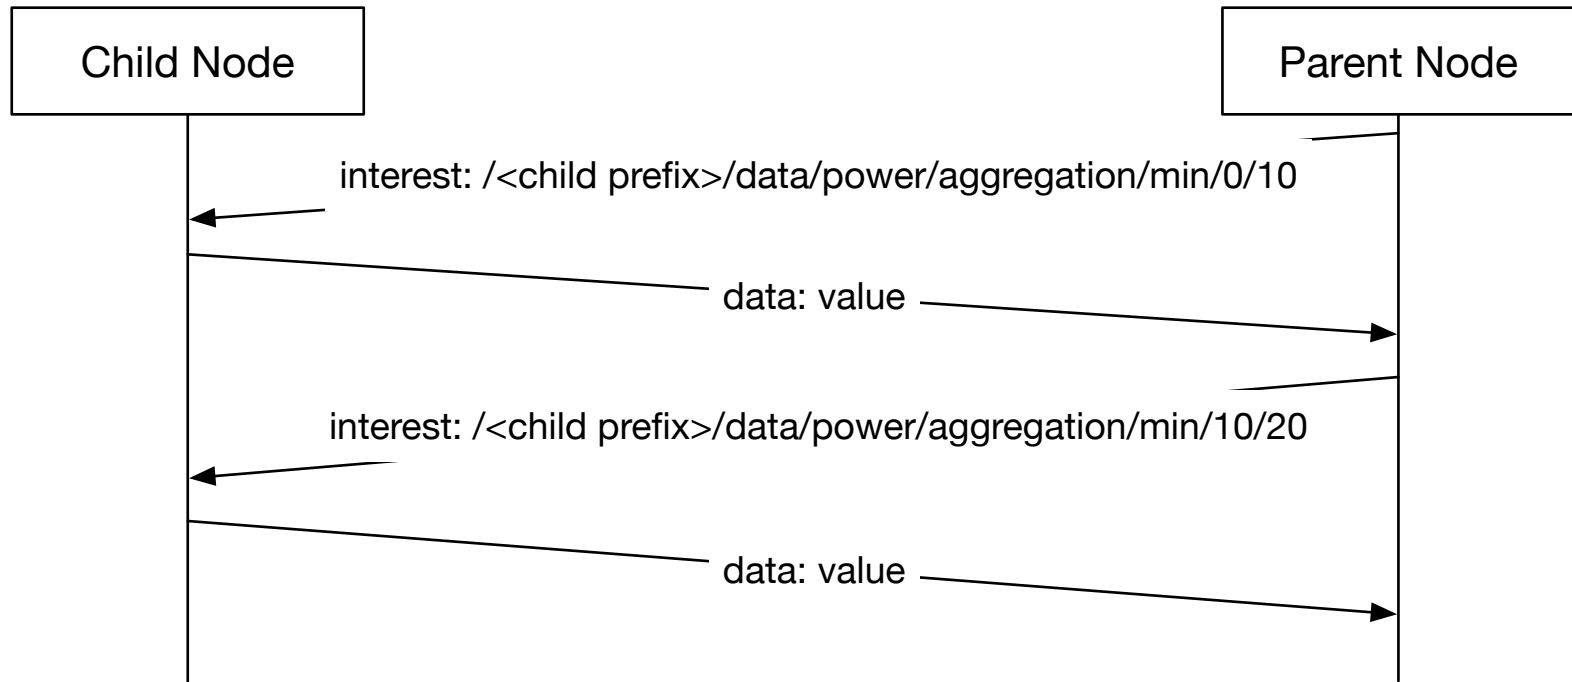 Child Node
Parent Node
interest: /<child prefix>/data/power/aggregation/min/0/10
data: value
interest: /<child prefix>/data/power/aggregation/min/10/20
data: value